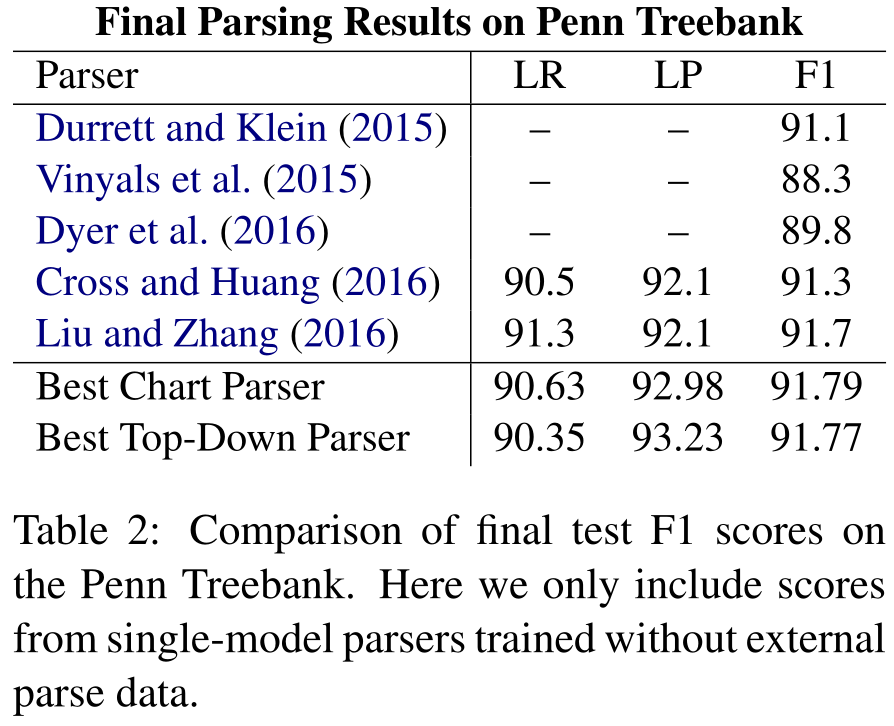 Final Parsing Results on Penn Treebank
Parser LR LP F1
Durrett and Klein (2015) – – 91.1
Vinyals et al. (2015) – – 88.3
Dyer et al. (2016) – – 89.8
Cross and Huang (2016) 90.5 92.1 91.3
Liu and Zhang (2016) 91.3 92.1 91.7
Best Chart Parser 90.63 92.98 91.79
Best Top-Down Parser 90.35 93.23 91.77
Table 2: Comparison of final test F1 scores on
the Penn Treebank. Here we only include scores
from single-model parsers trained without external
parse data.